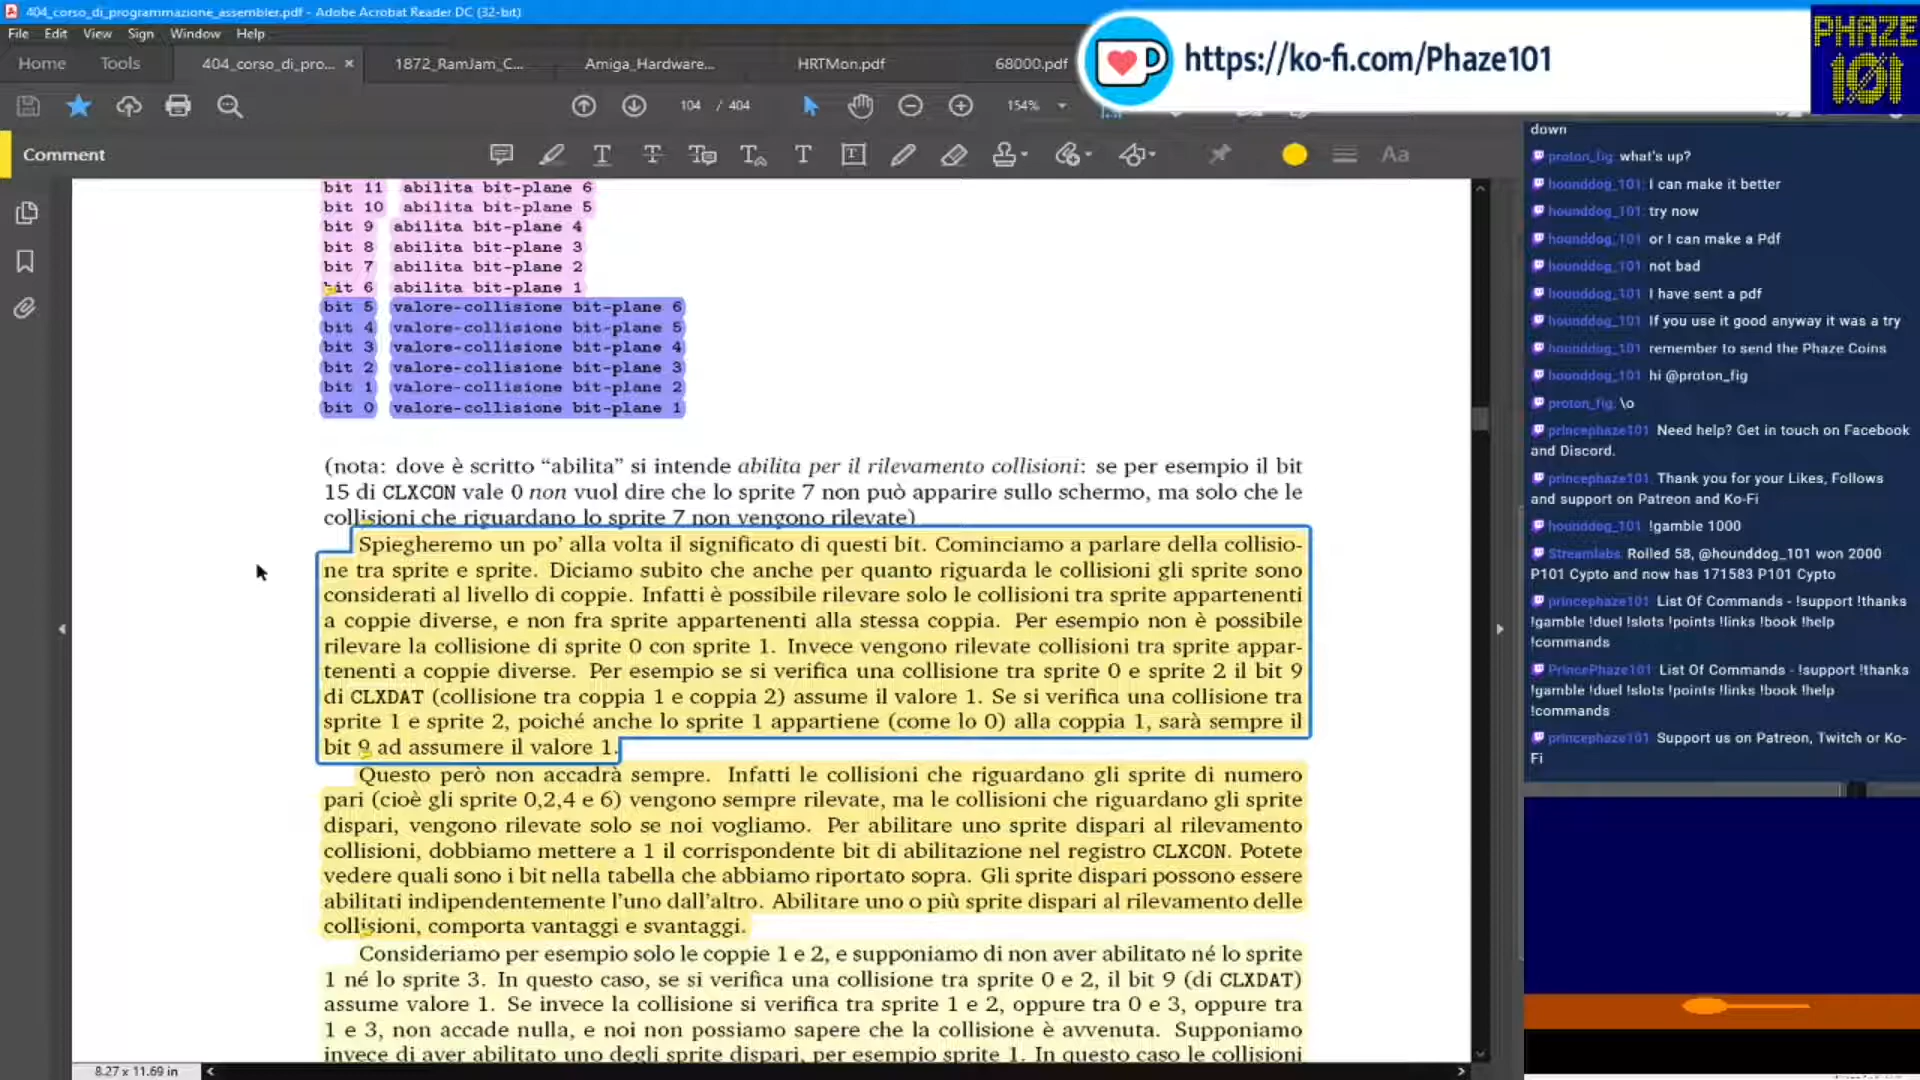 404_corso_di_programmazione_assembler.pdf - Adobe Acrobat Reader DC (32-bit)
File Edit View Sign Window Help
Home Tools 404_corso_di_pro... × 1872_RamJam_C... Amiga_Hardware... HRTMon.pdf 68000.pdf
https://ko-fi.com/Phaze101
PHAZE
101
104 / 404 154%
Comment
Aa
bit 11 abilita bit-plane 6
bit 10 abilita bit-plane 5
bit 9 abilita bit-plane 4
bit 8 abilita bit-plane 3
bit 7 abilita bit-plane 2
bit 6 abilita bit-plane 1
bit 5 valore-collisione bit-plane 6
bit 4 valore-collisione bit-plane 5
bit 3 valore-collisione bit-plane 4
bit 2 valore-collisione bit-plane 3
bit 1 valore-collisione bit-plane 2
bit 0 valore-collisione bit-plane 1
(nota: dove è scritto “abilita” si intende abilita per il rilevamento collisioni: se per esempio il bit
15 di CLXCON vale 0 non vuol dire che lo sprite 7 non può apparire sullo schermo, ma solo che le
collisioni che riguardano lo sprite 7 non vengono rilevate)
Spiegheremo un po’ alla volta il significato di questi bit. Cominciamo a parlare della collisio-
ne tra sprite e sprite. Diciamo subito che anche per quanto riguarda le collisioni gli sprite sono
considerati al livello di coppie. Infatti è possibile rilevare solo le collisioni tra sprite appartenenti
a coppie diverse, e non fra sprite appartenenti alla stessa coppia. Per esempio non è possibile
rilevare la collisione di sprite 0 con sprite 1. Invece vengono rilevate collisioni tra sprite appar-
tenenti a coppie diverse. Per esempio se si verifica una collisione tra sprite 0 e sprite 2 il bit 9
di CLXDAT (collisione tra coppia 1 e coppia 2) assume il valore 1. Se si verifica una collisione tra
sprite 1 e sprite 2, poiché anche lo sprite 1 appartiene (come lo 0) alla coppia 1, sarà sempre il
bit 9 ad assumere il valore 1.
Questo però non accadrà sempre. Infatti le collisioni che riguardano gli sprite di numero
pari (cioè gli sprite 0,2,4 e 6) vengono sempre rilevate, ma le collisioni che riguardano gli sprite
dispari, vengono rilevate solo se noi vogliamo. Per abilitare uno sprite dispari al rilevamento
collisioni, dobbiamo mettere a 1 il corrispondente bit di abilitazione nel registro CLXCON. Potete
vedere quali sono i bit nella tabella che abbiamo riportato sopra. Gli sprite dispari possono essere
abilitati indipendentemente l’uno dall’altro. Abilitare uno o più sprite dispari al rilevamento delle
collisioni, comporta vantaggi e svantaggi.
Consideriamo per esempio solo le coppie 1 e 2, e supponiamo di non aver abilitato né lo sprite
1 né lo sprite 3. In questo caso, se si verifica una collisione tra sprite 0 e 2, il bit 9 (di CLXDAT)
assume valore 1. Se invece la collisione si verifica tra sprite 1 e 2, oppure tra 0 e 3, oppure tra
1 e 3, non accade nulla, e noi non possiamo sapere che la collisione è avvenuta. Supponiamo
invece di aver abilitato uno degli sprite dispari, per esempio sprite 1. In questo caso le collisioni
8.27 x 11.69 in
down
proton_fig: what's up?
hounddog_101: I can make it better
hounddog_101: try now
hounddog_101: or I can make a Pdf
hounddog_101: not bad
hounddog_101: I have sent a pdf
hounddog_101: If you use it good anyway it was a try
hounddog_101: remember to send the Phaze Coins
hounddog_101: hi @proton_fig
proton_fig: \o
princephaze101: Need help? Get in touch on Facebook
and Discord.
princephaze101: Thank you for your Likes, Follows
and support on Patreon and Ko-Fi
hounddog_101: !gamble 1000
Streamlabs: Rolled 58, @hounddog_101 won 2000
P101 Cypto and now has 171583 P101 Cypto
princephaze101: List Of Commands - !support !thanks
!gamble !duel !slots !points !links !book !help
!commands
PrincePhaze101: List Of Commands - !support !thanks
!gamble !duel !slots !points !links !book !help
!commands
princephaze101: Support us on Patreon, Twitch or Ko-
Fi